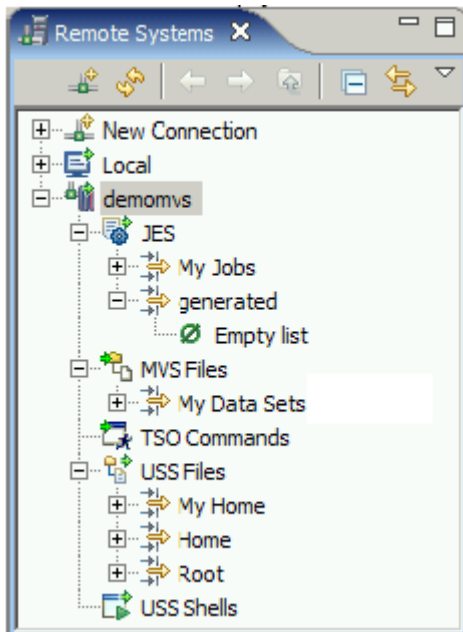 Remote Systems
New Connection
Local
demomvs
JES
My Jobs
generated
Empty list
MVS Files
My Data Sets
TSO Commands
USS Files
My Home
Home
Root
USS Shells